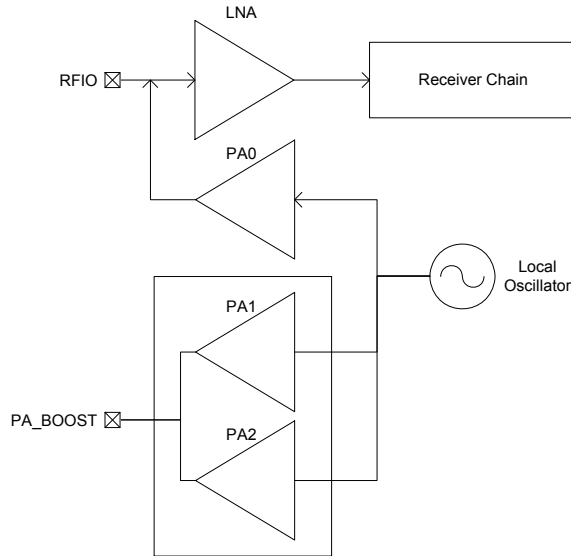 LNA
RFIO
Receiver Chain
PA0
Local
Oscillator
PA1
PA_BOOST
PA2